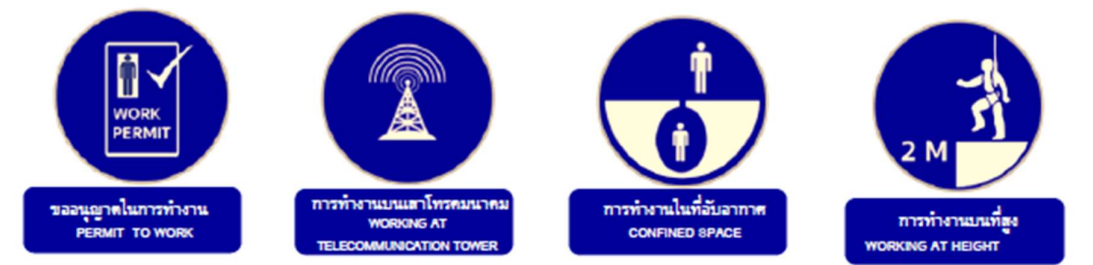 WORK
PERMIT
ขออนุญาตในการทำงาน
PERMIT TO WORK
การทำงานบนเสาโทรคมนาคม
WORKING AT
TELECOMMUNICATION TOWER
การทำงานในที่อับอากาศ
CONFINED SPACE
2 M
การทำงานบนที่สูง
WORKING AT HEIGHT